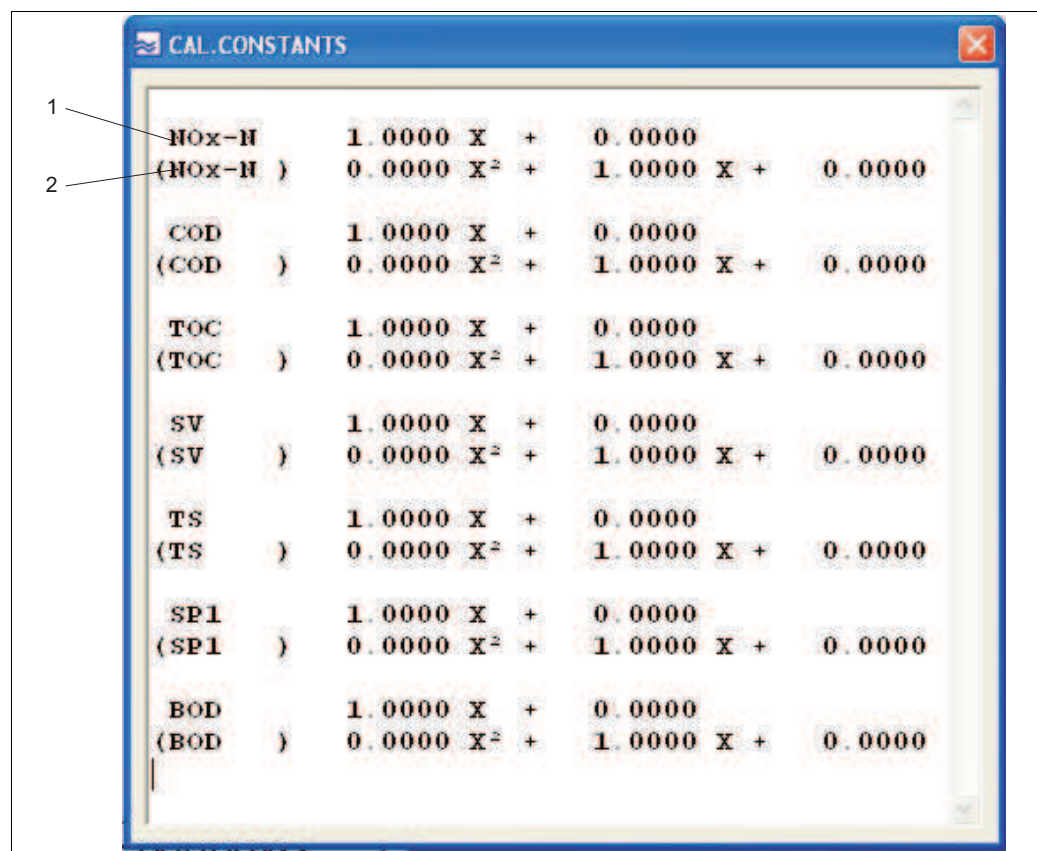 CAL.CONSTANTS
1
NOx-N 1.0000 X + 0.0000
2
(NOx-N ) 0.0000 X² + 1.0000 X + 0.0000
COD 1.0000 X + 0.0000
(COD ) 0.0000 X² + 1.0000 X + 0.0000
TOC 1.0000 X + 0.0000
(TOC ) 0.0000 X² + 1.0000 X + 0.0000
SV 1.0000 X + 0.0000
(SV ) 0.0000 X² + 1.0000 X + 0.0000
TS 1.0000 X + 0.0000
(TS ) 0.0000 X² + 1.0000 X + 0.0000
SP1 1.0000 X + 0.0000
(SP1 ) 0.0000 X² + 1.0000 X + 0.0000
BOD 1.0000 X + 0.0000
(BOD ) 0.0000 X² + 1.0000 X + 0.0000